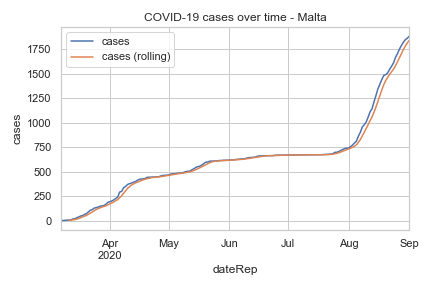 COVID-19 cases over time - Malta
cases
cases (rolling)
1750
1500
1250
1000
750
500
250
0
cases
Apr
2020
May
Jun
Jul
Aug
Sep
dateRep